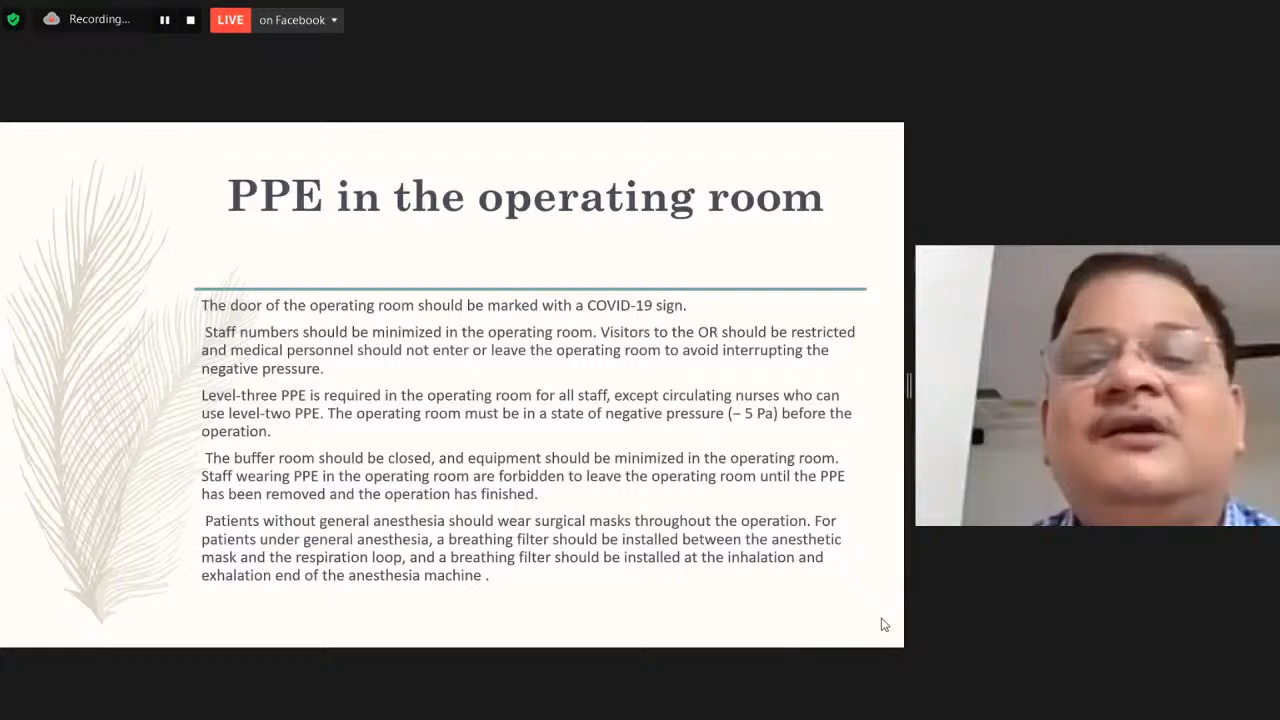 Recording...
LIVE on Facebook
PPE in the operating room
The door of the operating room should be marked with a COVID-19 sign.
Staff numbers should be minimized in the operating room. Visitors to the OR should be restricted
and medical personnel should not enter or leave the operating room to avoid interrupting the
negative pressure.
Level-three PPE is required in the operating room for all staff, except circulating nurses who can
use level-two PPE. The operating room must be in a state of negative pressure (– 5 Pa) before the
operation.
The buffer room should be closed, and equipment should be minimized in the operating room.
Staff wearing PPE in the operating room are forbidden to leave the operating room until the PPE
has been removed and the operation has finished.
Patients without general anesthesia should wear surgical masks throughout the operation. For
patients under general anesthesia, a breathing filter should be installed between the anesthetic
mask and the respiration loop, and a breathing filter should be installed at the inhalation and
exhalation end of the anesthesia machine .